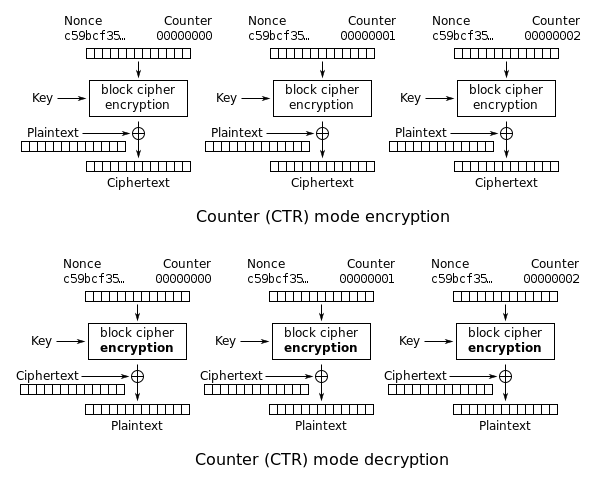 Nonce Counter Nonce Counter Nonce Counter
c59bcf35… 00000000 c59bcf35… 00000001 c59bcf35… 00000002
block cipher block cipher block cipher
Key Key Key
encryption encryption encryption
Plaintext Plaintext Plaintext
Ciphertext Ciphertext Ciphertext
Counter (CTR) mode encryption
Nonce Counter Nonce Counter Nonce Counter
c59bcf35… 00000000 c59bcf35… 00000001 c59bcf35… 00000002
block cipher block cipher block cipher
Key Key Key
encryption encryption encryption
Ciphertext Ciphertext Ciphertext
Plaintext Plaintext Plaintext
Counter (CTR) mode decryption